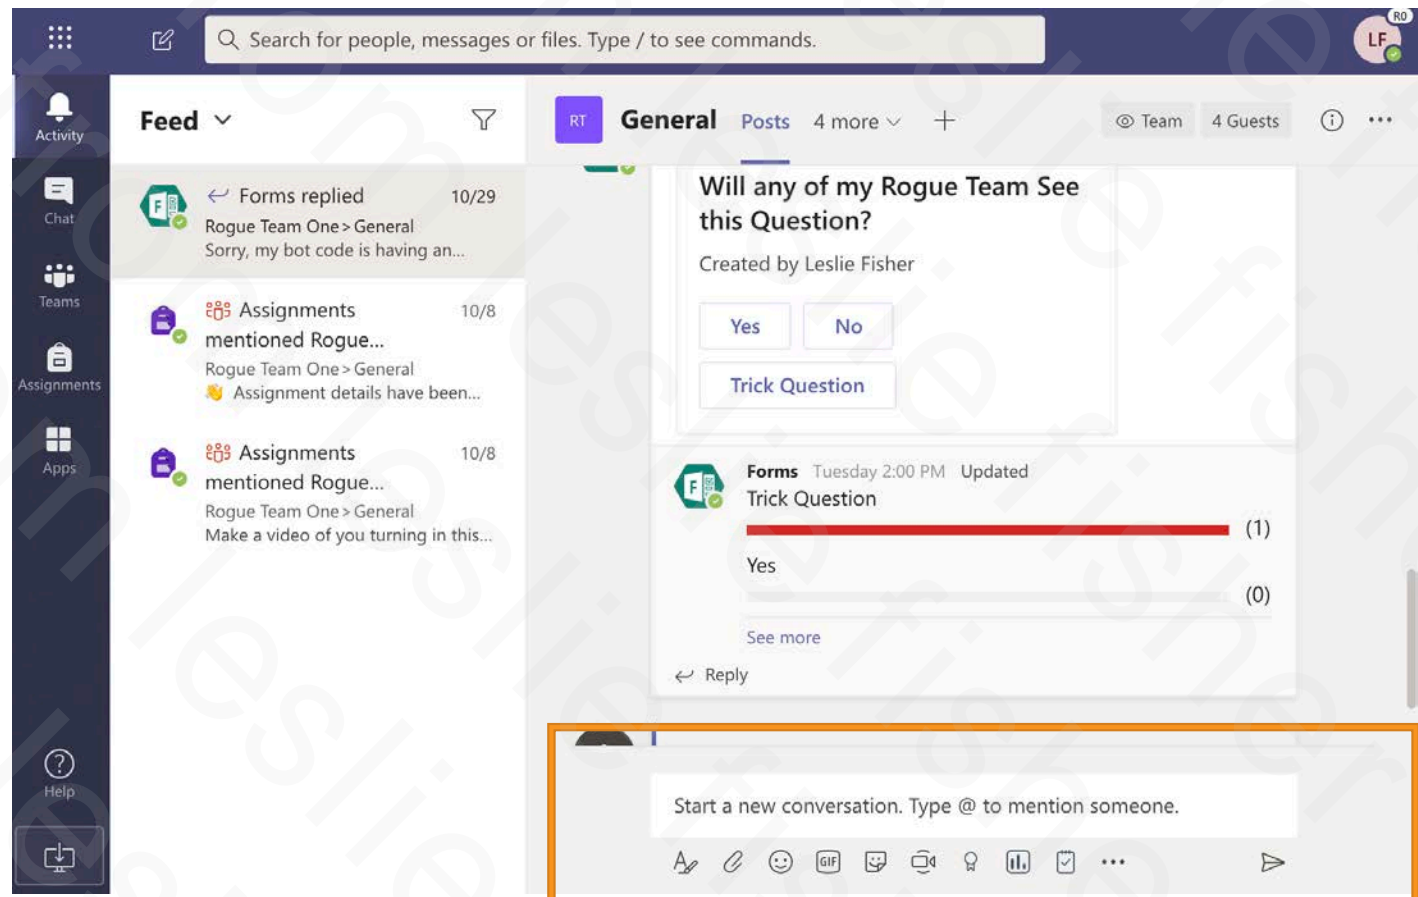 Search for people, messages or files. Type / to see commands.
RO
LF
Activity
Chat
Teams
Assignments
Apps
Help
Feed
Forms replied 10/29
Rogue Team One > General
Sorry, my bot code is having an...
Assignments 10/8
mentioned Rogue...
Rogue Team One > General
Assignment details have been...
Assignments 10/8
mentioned Rogue...
Rogue Team One > General
Make a video of you turning in this...
RT General Posts 4 more + Team 4 Guests
Will any of my Rogue Team See
this Question?
Created by Leslie Fisher
Yes No
Trick Question
F
Forms Tuesday 2:00 PM Updated
Trick Question
(1)
Yes
(0)
See more
Reply
Start a new conversation. Type @ to mention someone.
GIF
from leslie fisher